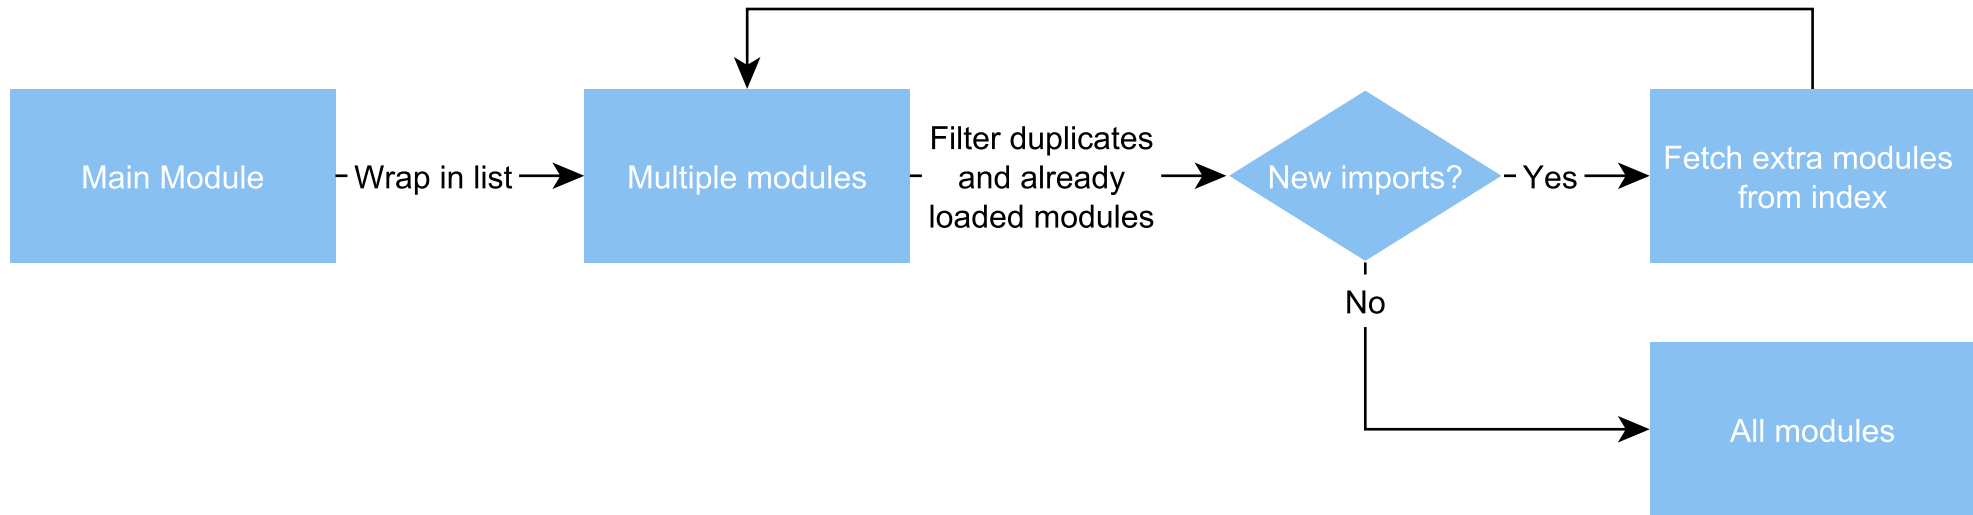 Main Module
Wrap in list
Multiple modules
Filter duplicates
and already
loaded modules
New imports?
Yes
Fetch extra modules
from index
No
All modules